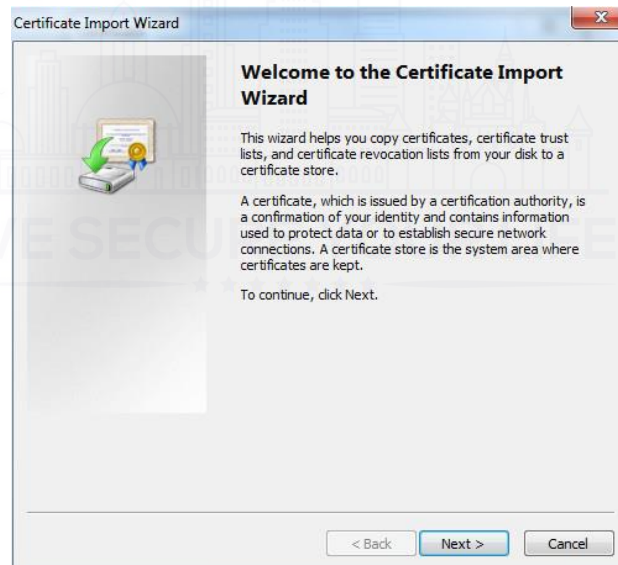 Certificate Import Wizard
Welcome to the Certificate Import
Wizard
This wizard helps you copy certificates, certificate trust
lists, and certificate revocation lists from your disk to a
certificate store.
A certificate, which is issued by a certification authority, is
a confirmation of your identity and contains information
used to protect data or to establish secure network
connections. A certificate store is the system area where
certificates are kept.
To continue, click Next.
< Back
Next >
Cancel